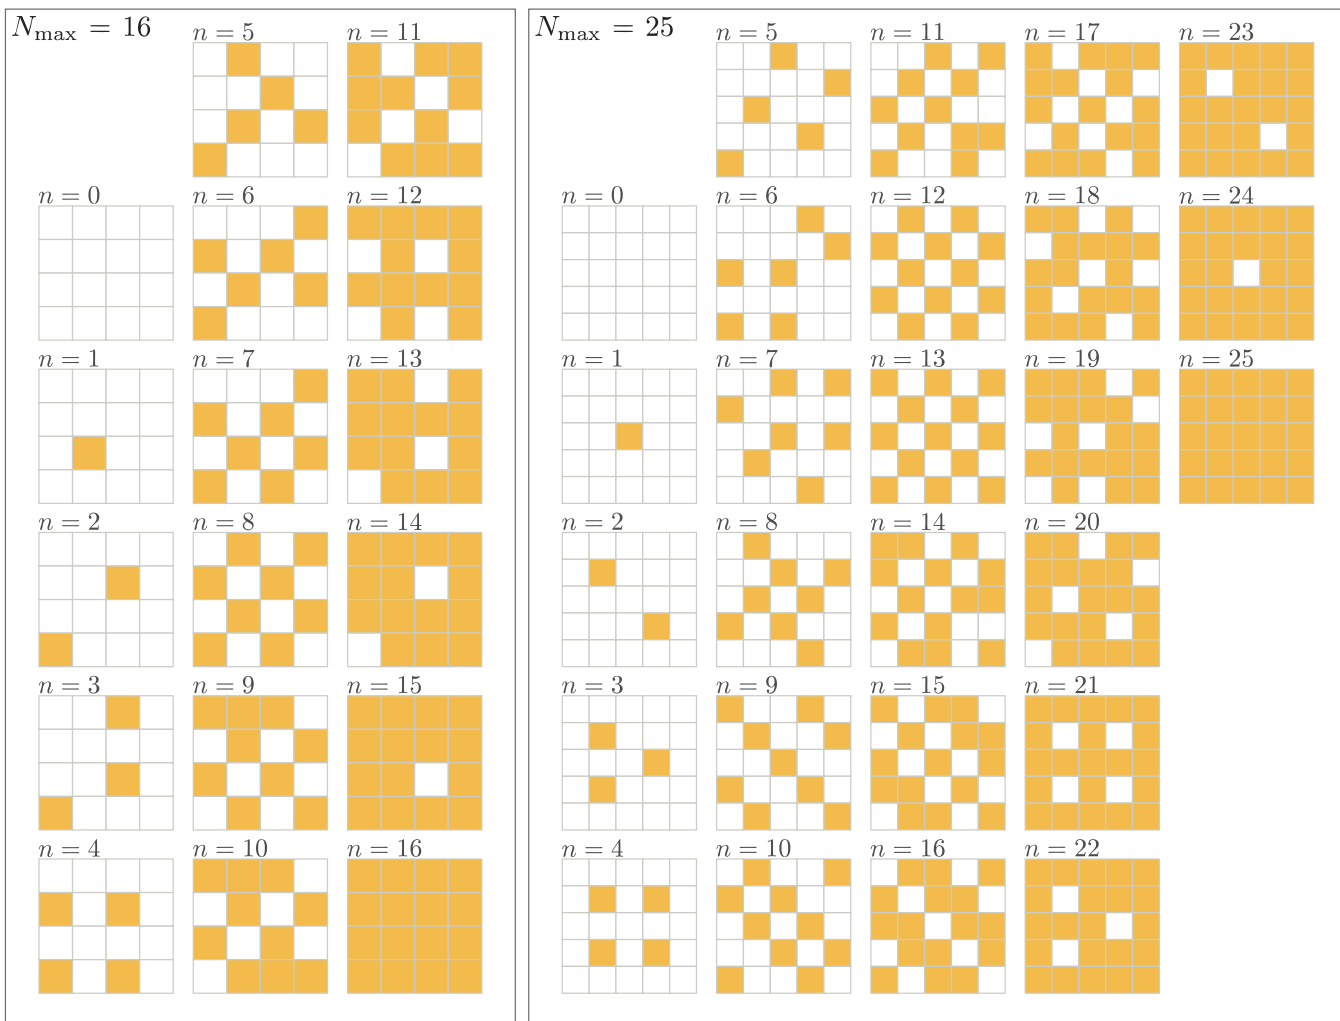 N_max = 16
n = 5
n = 11
n = 0
n = 6
n = 12
n = 1
n = 7
n = 13
n = 2
n = 8
n = 14
n = 3
n = 9
n = 15
n = 4
n = 10
n = 16
N_max = 25
n = 5
n = 11
n = 17
n = 23
n = 0
n = 6
n = 12
n = 18
n = 24
n = 1
n = 7
n = 13
n = 19
n = 25
n = 2
n = 8
n = 14
n = 20
n = 3
n = 9
n = 15
n = 21
n = 4
n = 10
n = 16
n = 22